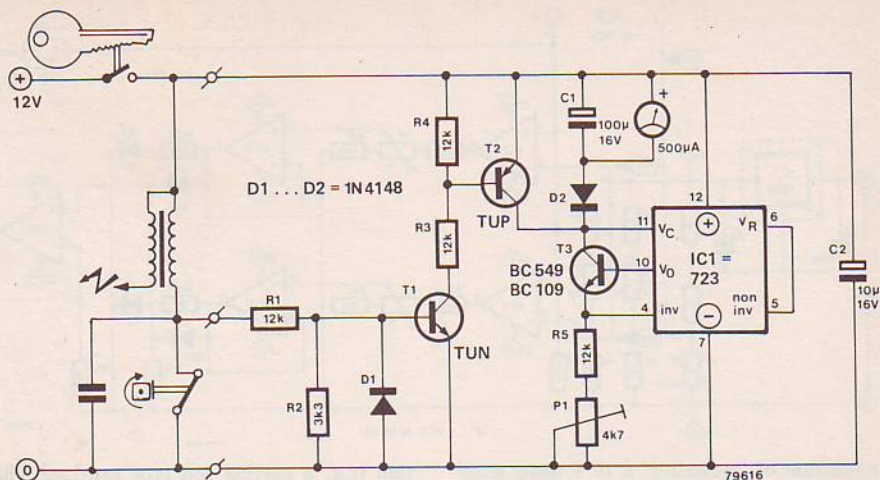 +
12V
R4
12k
C1
100µ
16V
+
500µA
T2
D1 ... D2 = 1N4148
TUP
D2
R3
12k
12
+
11
VC
VR
6
T3
BC 549
BC 109
10
VO
IC1 =
723
4
inv
non
inv
5
–
7
C2
10µ
16V
R1
12k
T1
TUN
R5
12k
R2
3k3
D1
P1
4k7
0
79616